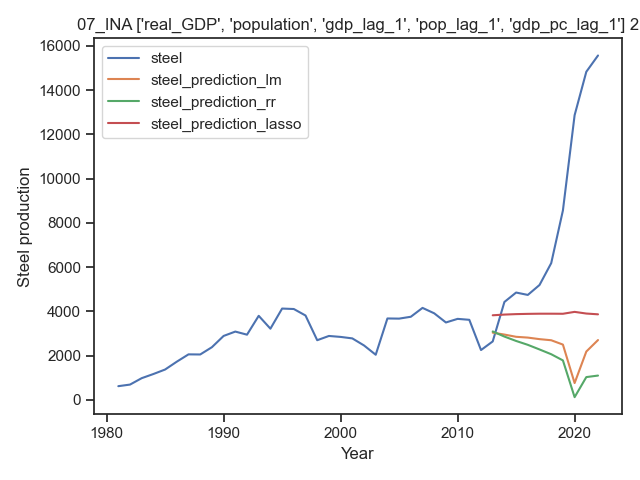 07_INA ['real_GDP', 'population', 'gdp_lag_1', 'pop_lag_1', 'gdp_pc_lag_1'] 2
steel
steel_prediction_lm
steel_prediction_rr
steel_prediction_lasso
16000
14000
12000
10000
8000
6000
4000
2000
0
Steel production
1980
1990
2000
2010
2020
Year